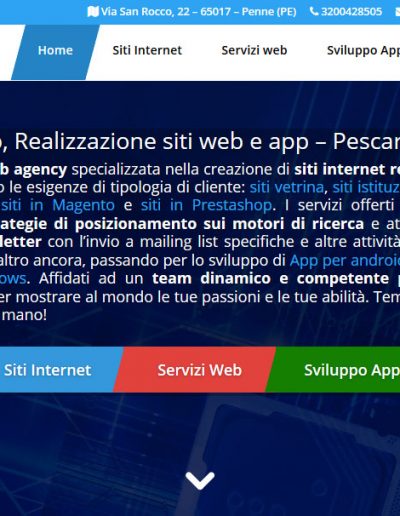 Via San Rocco, 22 – 65017 – Penne (PE) 3200428505
Home Siti Internet Servizi web Sviluppo App
, Realizzazione siti web e app – Pescar
b agency specializzata nella creazione di siti internet re
o le esigenze di tipologia di cliente: siti vetrina, siti istituz
siti in Magento e siti in Prestashop. I servizi offerti
rategie di posizionamento sui motori di ricerca e at
letter con l'invio a mailing list specifiche e altre attività
altro ancora, passando per lo sviluppo di App per android
ows. Affidati ad un team dinamico e competente p
er mostrare al mondo le tue passioni e le tue abilità. Tem
mano!
Siti Internet Servizi Web Sviluppo App